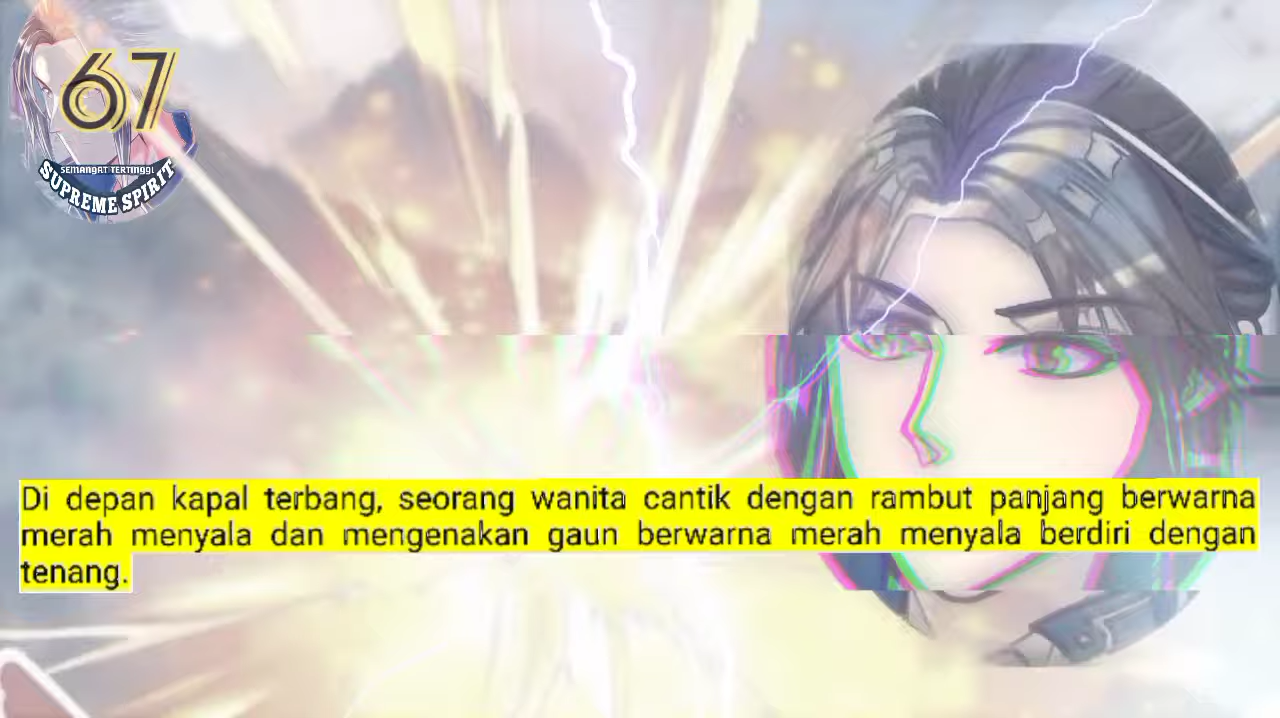 67
SEMANGAT TERTINGGI
SUPREME SPIRIT
Di depan kapal terbang, seorang wanita cantik dengan rambut panjang berwarna
merah menyala dan mengenakan gaun berwarna merah menyala berdiri dengan
tenang.